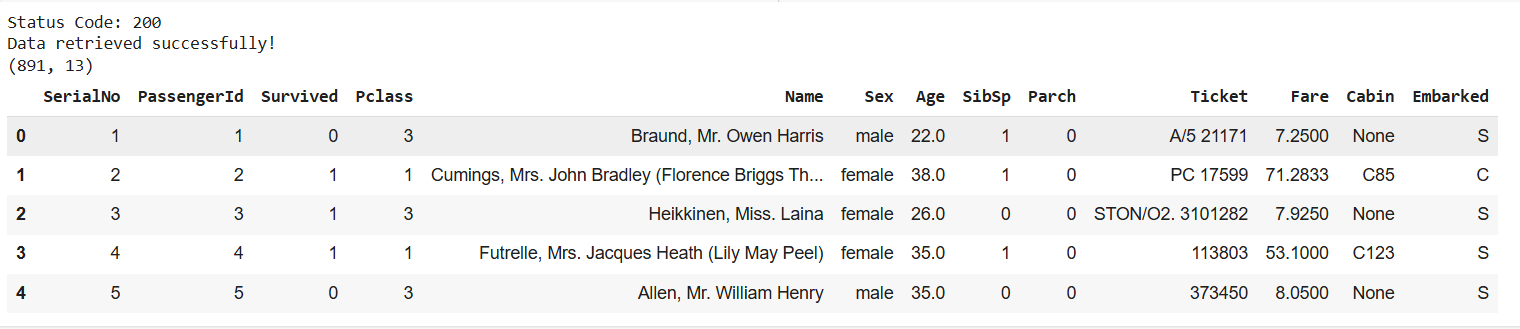 Status Code: 200
Data retrieved successfully!
(891, 13)
SerialNo PassengerId Survived Pclass Name Sex Age SibSp Parch Ticket Fare Cabin Embarked
0 1 1 0 3 Braund, Mr. Owen Harris male 22.0 1 0 A/5 21171 7.2500 None S
1 2 2 1 1 Cumings, Mrs. John Bradley (Florence Briggs Th... female 38.0 1 0 PC 17599 71.2833 C85 C
2 3 3 1 3 Heikkinen, Miss. Laina female 26.0 0 0 STON/O2. 3101282 7.9250 None S
3 4 4 1 1 Futrelle, Mrs. Jacques Heath (Lily May Peel) female 35.0 1 0 113803 53.1000 C123 S
4 5 5 0 3 Allen, Mr. William Henry male 35.0 0 0 373450 8.0500 None S